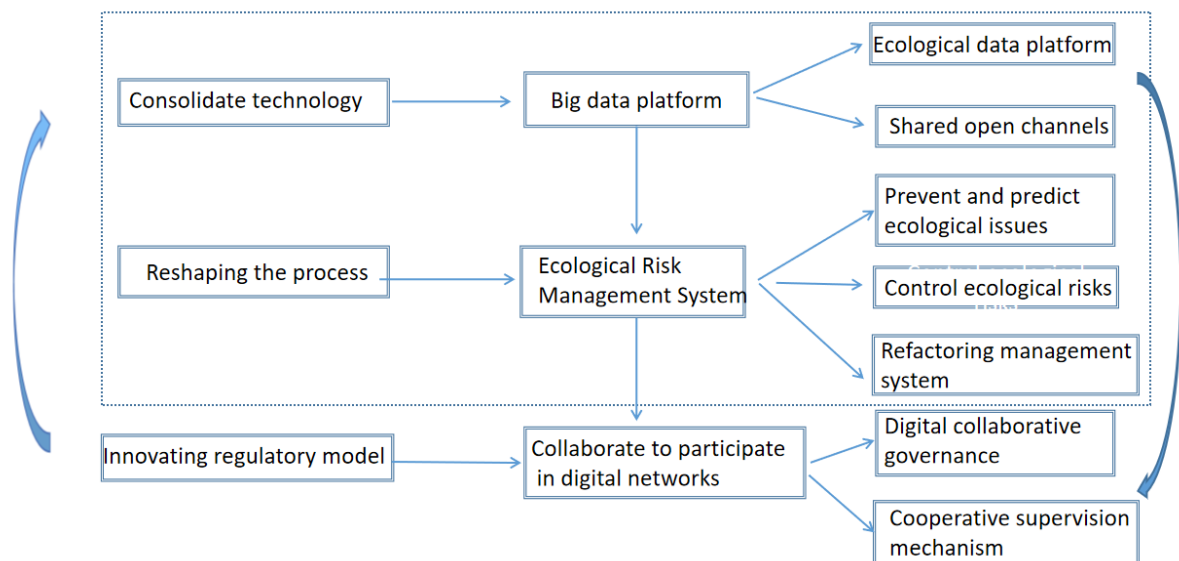 Ecological data platform
Consolidate technology
Big data platform
Shared open channels
Prevent and predict
ecological issues
Reshaping the process
Ecological Risk
Management System
Control ecological risks
Refactoring management
system
Innovating regulatory model
Collaborate to participate
in digital networks
Digital collaborative
governance
Cooperative supervision
mechanism